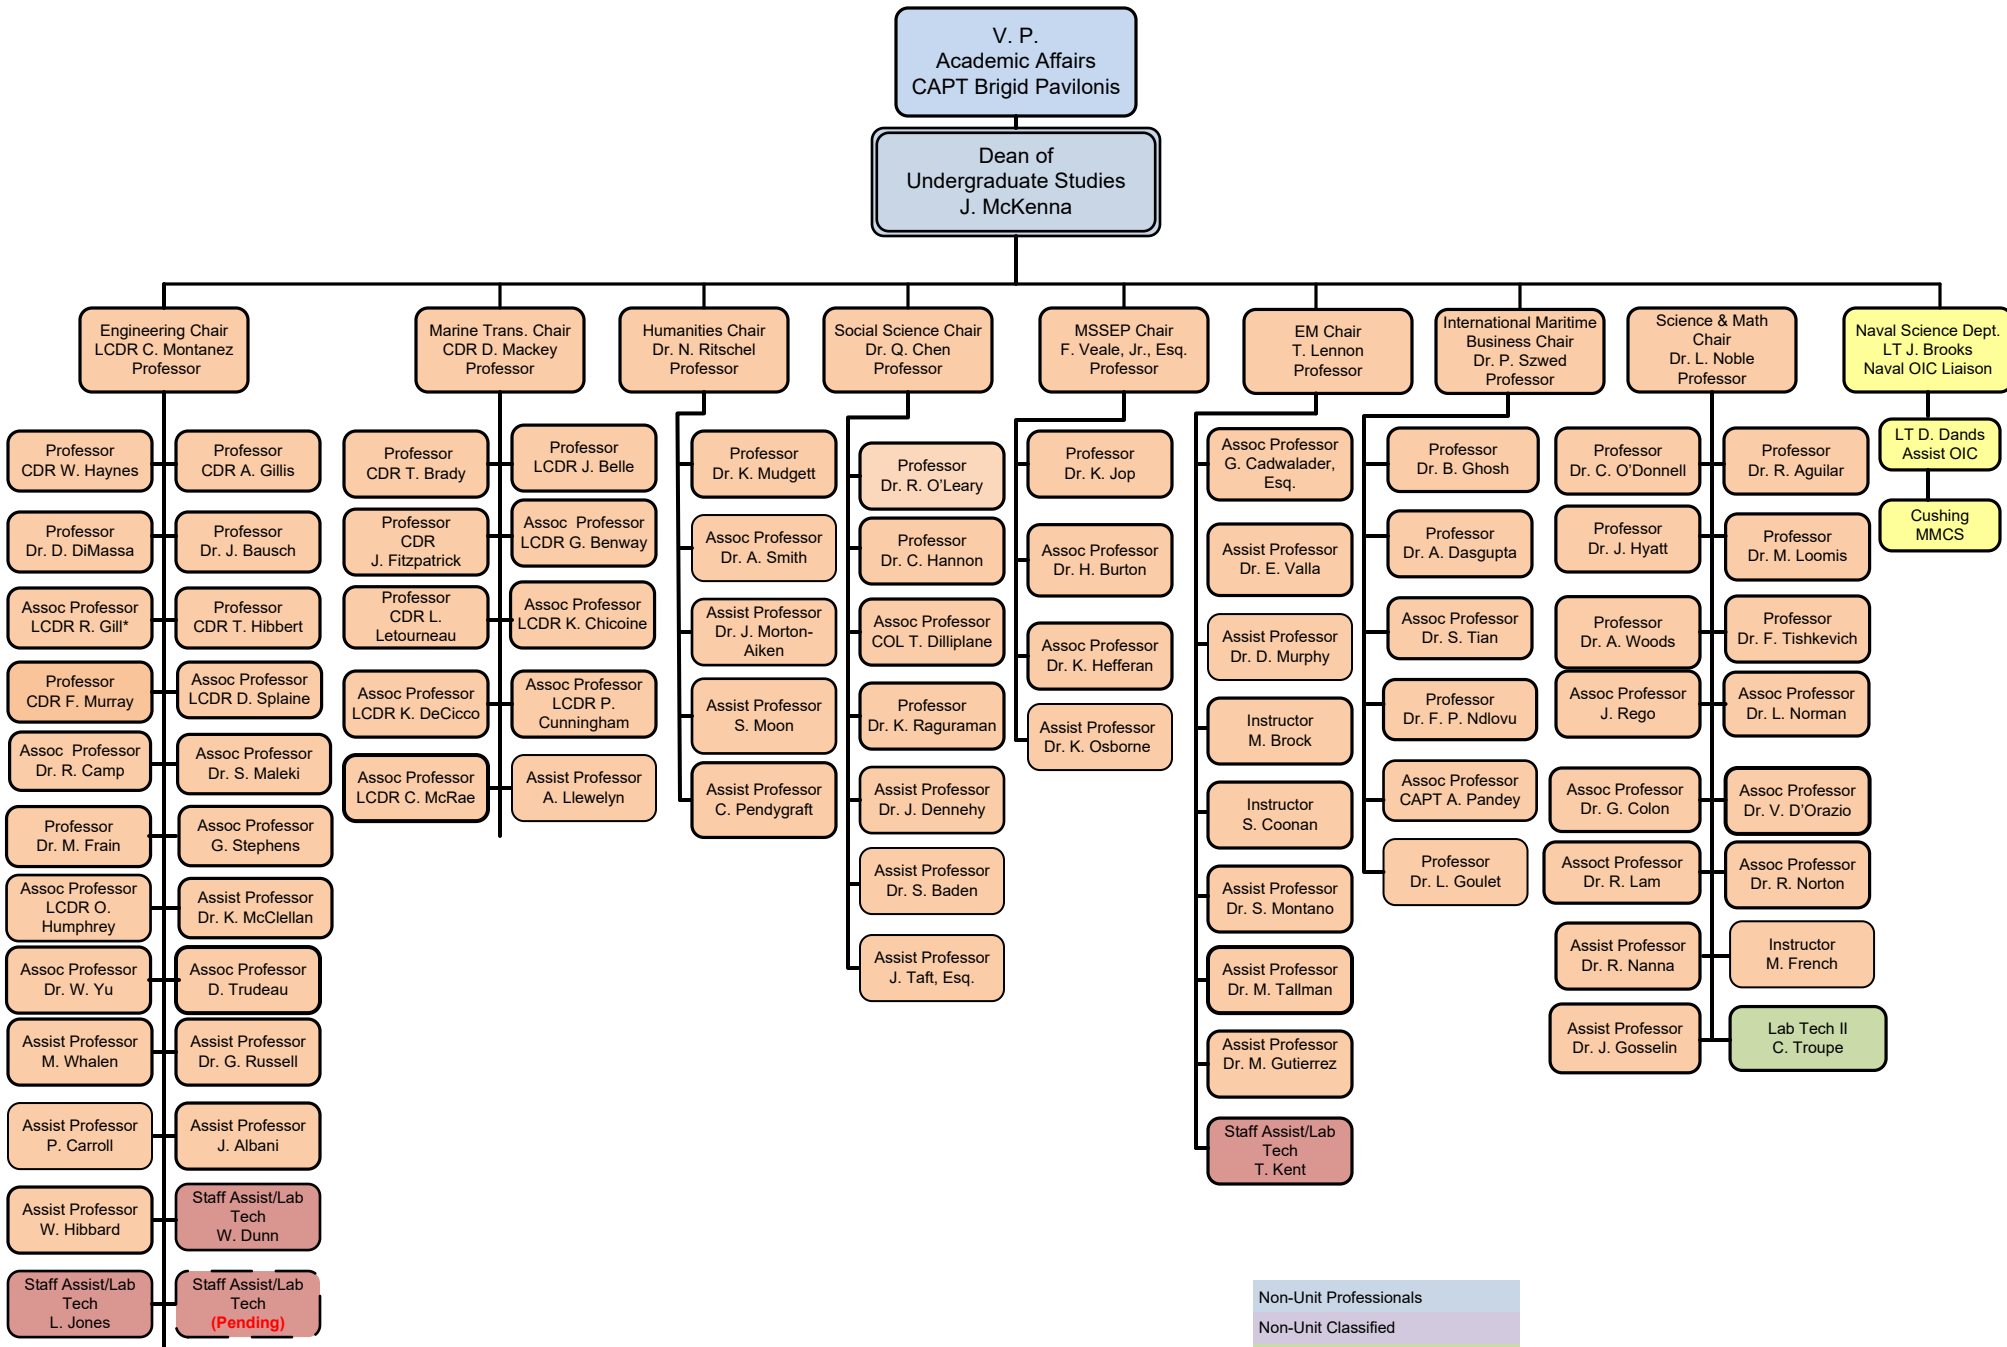 V. P.
Academic Affairs
CAPT Brigid Pavilonis
Dean of
Undergraduate Studies
J. McKenna
Engineering Chair
LCDR C. Montanez
Professor
Professor
CDR W. Haynes
Professor
CDR A. Gillis
Professor
Dr. D. DiMassa
Professor
Dr. J. Bausch
Assoc Professor
LCDR R. Gill*
Professor
CDR T. Hibbert
Professor
CDR F. Murray
Assoc Professor
LCDR D. Splaine
Assoc Professor
Dr. R. Camp
Assoc Professor
Dr. S. Maleki
Professor
Dr. M. Frain
Assoc Professor
G. Stephens
Assoc Professor
LCDR O.
Humphrey
Assist Professor
Dr. K. McClellan
Assoc Professor
Dr. W. Yu
Assoc Professor
D. Trudeau
Assist Professor
M. Whalen
Assist Professor
Dr. G. Russell
Assist Professor
P. Carroll
Assist Professor
J. Albani
Assist Professor
W. Hibbard
Staff Assist/Lab
Tech
W. Dunn
Staff Assist/Lab
Tech
L. Jones
Staff Assist/Lab
Tech
(Pending)
Marine Trans. Chair
CDR D. Mackey
Professor
Professor
CDR T. Brady
Professor
LCDR J. Belle
Professor
CDR
J. Fitzpatrick
Assoc Professor
LCDR G. Benway
Professor
CDR L.
Letourneau
Assoc Professor
LCDR K. Chicoine
Assoc Professor
LCDR K. DeCicco
Assoc Professor
LCDR P.
Cunningham
Assoc Professor
LCDR C. McRae
Assist Professor
A. Llewelyn
Humanities Chair
Dr. N. Ritschel
Professor
Professor
Dr. K. Mudgett
Assoc Professor
Dr. A. Smith
Assist Professor
Dr. J. Morton-
Aiken
Assist Professor
S. Moon
Assist Professor
C. Pendygraft
Social Science Chair
Dr. Q. Chen
Professor
Professor
Dr. R. O’Leary
Professor
Dr. C. Hannon
Assoc Professor
COL T. Dilliplane
Professor
Dr. K. Raguraman
Assist Professor
Dr. J. Dennehy
Assist Professor
Dr. S. Baden
Assist Professor
J. Taft, Esq.
MSSEP Chair
F. Veale, Jr., Esq.
Professor
Professor
Dr. K. Jop
Assoc Professor
Dr. H. Burton
Assoc Professor
Dr. K. Hefferan
Assist Professor
Dr. K. Osborne
EM Chair
T. Lennon
Professor
Assoc Professor
G. Cadwalader,
Esq.
Assist Professor
Dr. E. Valla
Assist Professor
Dr. D. Murphy
Instructor
M. Brock
Instructor
S. Coonan
Assist Professor
Dr. S. Montano
Assist Professor
Dr. M. Tallman
Assist Professor
Dr. M. Gutierrez
Staff Assist/Lab
Tech
T. Kent
International Maritime
Business Chair
Dr. P. Szwed
Professor
Professor
Dr. B. Ghosh
Professor
Dr. A. Dasgupta
Assoc Professor
Dr. S. Tian
Professor
Dr. F. P. Ndlovu
Assoc Professor
CAPT A. Pandey
Professor
Dr. L. Goulet
Science & Math
Chair
Dr. L. Noble
Professor
Professor
Dr. C. O’Donnell
Professor
Dr. R. Aguilar
Professor
Dr. J. Hyatt
Professor
Dr. M. Loomis
Professor
Dr. A. Woods
Professor
Dr. F. Tishkevich
Assoc Professor
J. Rego
Assoc Professor
Dr. L. Norman
Assoc Professor
Dr. G. Colon
Assoc Professor
Dr. V. D’Orazio
Assoct Professor
Dr. R. Lam
Assoc Professor
Dr. R. Norton
Assist Professor
Dr. R. Nanna
Instructor
M. French
Assist Professor
Dr. J. Gosselin
Lab Tech II
C. Troupe
Naval Science Dept.
LT J. Brooks
Naval OIC Liaison
LT D. Dands
Assist OIC
Cushing
MMCS
Non-Unit Professionals
Non-Unit Classified